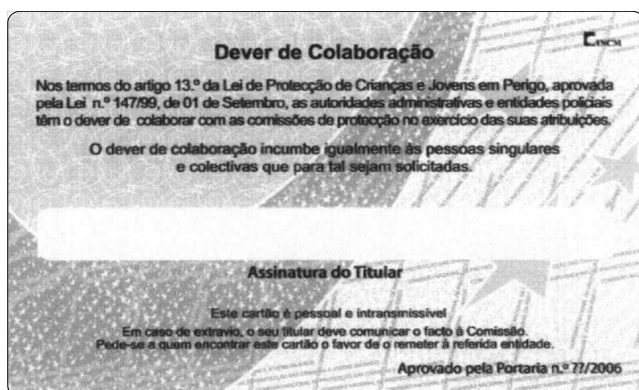 INCM
Dever de Colaboração
Nos termos do artigo 13.º da Lei de Protecção de Crianças e Jovens em Perigo, aprovada
pela Lei n.º 147/99, de 01 de Setembro, as autoridades administrativas e entidades policiais
têm o dever de colaborar com as comissões de protecção no exercício das suas atribuições.
O dever de colaboração incumbe igualmente às pessoas singulares
e colectivas que para tal sejam solicitadas.
Assinatura do Titular
Este cartão é pessoal e intransmissível
Em caso de extravio, o seu titular deve comunicar o facto à Comissão.
Pede-se a quem encontrar este cartão o favor de o remeter à referida entidade.
Aprovado pela Portaria n.º ??/2006